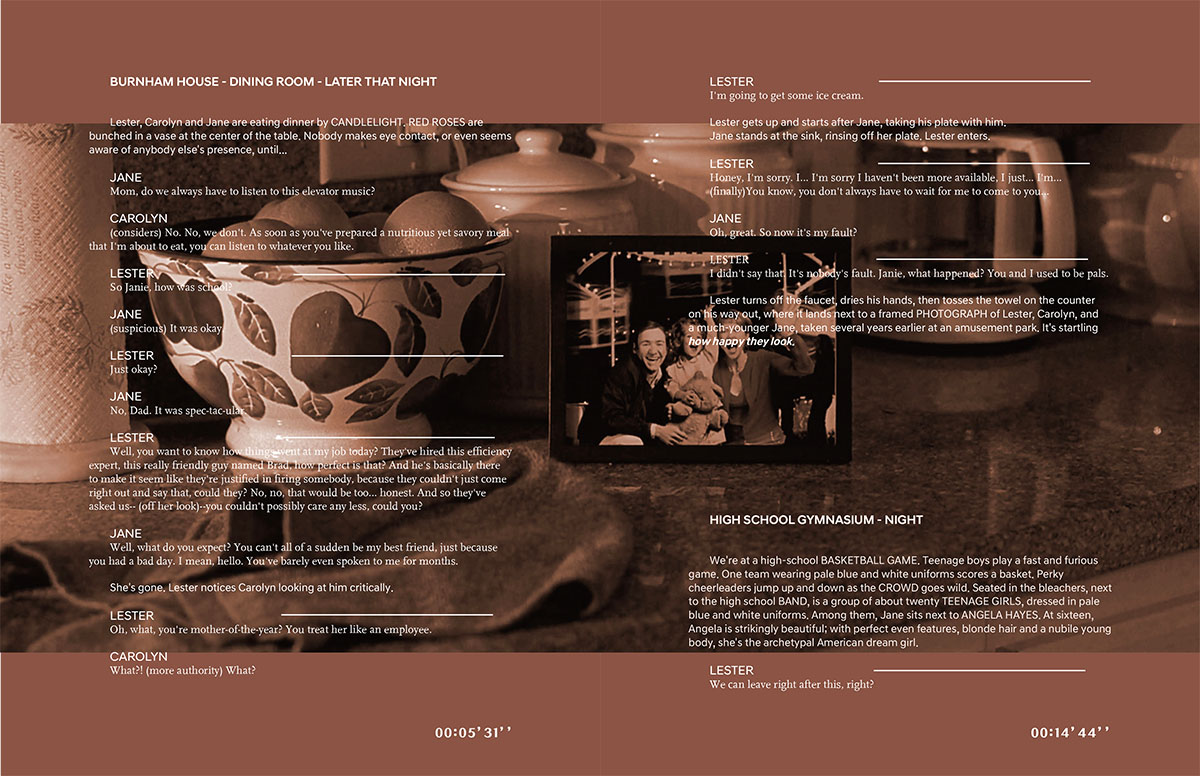 BURNHAM HOUSE - DINING ROOM - LATER THAT NIGHT
Lester, Carolyn and Jane are eating dinner by CANDLELIGHT. RED ROSES are
bunched in a vase at the center of the table. Nobody makes eye contact, or even seems
aware of anybody else's presence, until...
JANE
Mom, do we always have to listen to this elevator music?
CAROLYN
(considers) No. No, we don't. As soon as you've prepared a nutritious yet savory meal
that I'm about to eat, you can listen to whatever you like.
LESTER
So Janie, how was school?
JANE
(suspicious) It was okay.
LESTER
Just okay?
JANE
No, Dad. It was spec-tac-ular.
LESTER
Well, you want to know how things went at my job today? They've hired this efficiency
expert, this really friendly guy named Brad, how perfect is that? And he's basically there
to make it seem like they're justified in firing somebody, because they couldn't just come
right out and say that, could they? No, no, that would be too... honest. And so they've
asked us-- (off her look)--you couldn't possibly care any less, could you?
JANE
Well, what do you expect? You can't all of a sudden be my best friend, just because
you had a bad day. I mean, hello. You've barely even spoken to me for months.
She's gone. Lester notices Carolyn looking at him critically.
LESTER
Oh, what, you're mother-of-the-year? You treat her like an employee.
CAROLYN
What?! (more authority) What?
00:05'31''
LESTER
I'm going to get some ice cream.
Lester gets up and starts after Jane, taking his plate with him.
Jane stands at the sink, rinsing off her plate. Lester enters.
LESTER
Honey, I'm sorry. I... I'm sorry I haven't been more available, I just... I'm...
(finally)You know, you don't always have to wait for me to come to you...
JANE
Oh, great. So now it's my fault?
LESTER
I didn't say that. It's nobody's fault. Janie, what happened? You and I used to be pals.
Lester turns off the faucet, dries his hands, then tosses the towel on the counter
on his way out, where it lands next to a framed PHOTOGRAPH of Lester, Carolyn, and
a much-younger Jane, taken several years earlier at an amusement park. It's startling
how happy they look.
HIGH SCHOOL GYMNASIUM - NIGHT
We're at a high-school BASKETBALL GAME. Teenage boys play a fast and furious
game. One team wearing pale blue and white uniforms scores a basket. Perky
cheerleaders jump up and down as the CROWD goes wild. Seated in the bleachers, next
to the high school BAND, is a group of about twenty TEENAGE GIRLS, dressed in pale
blue and white uniforms. Among them, Jane sits next to ANGELA HAYES. At sixteen,
Angela is strikingly beautiful; with perfect even features, blonde hair and a nubile young
body, she's the archetypal American dream girl.
LESTER
We can leave right after this, right?
00:14'44''